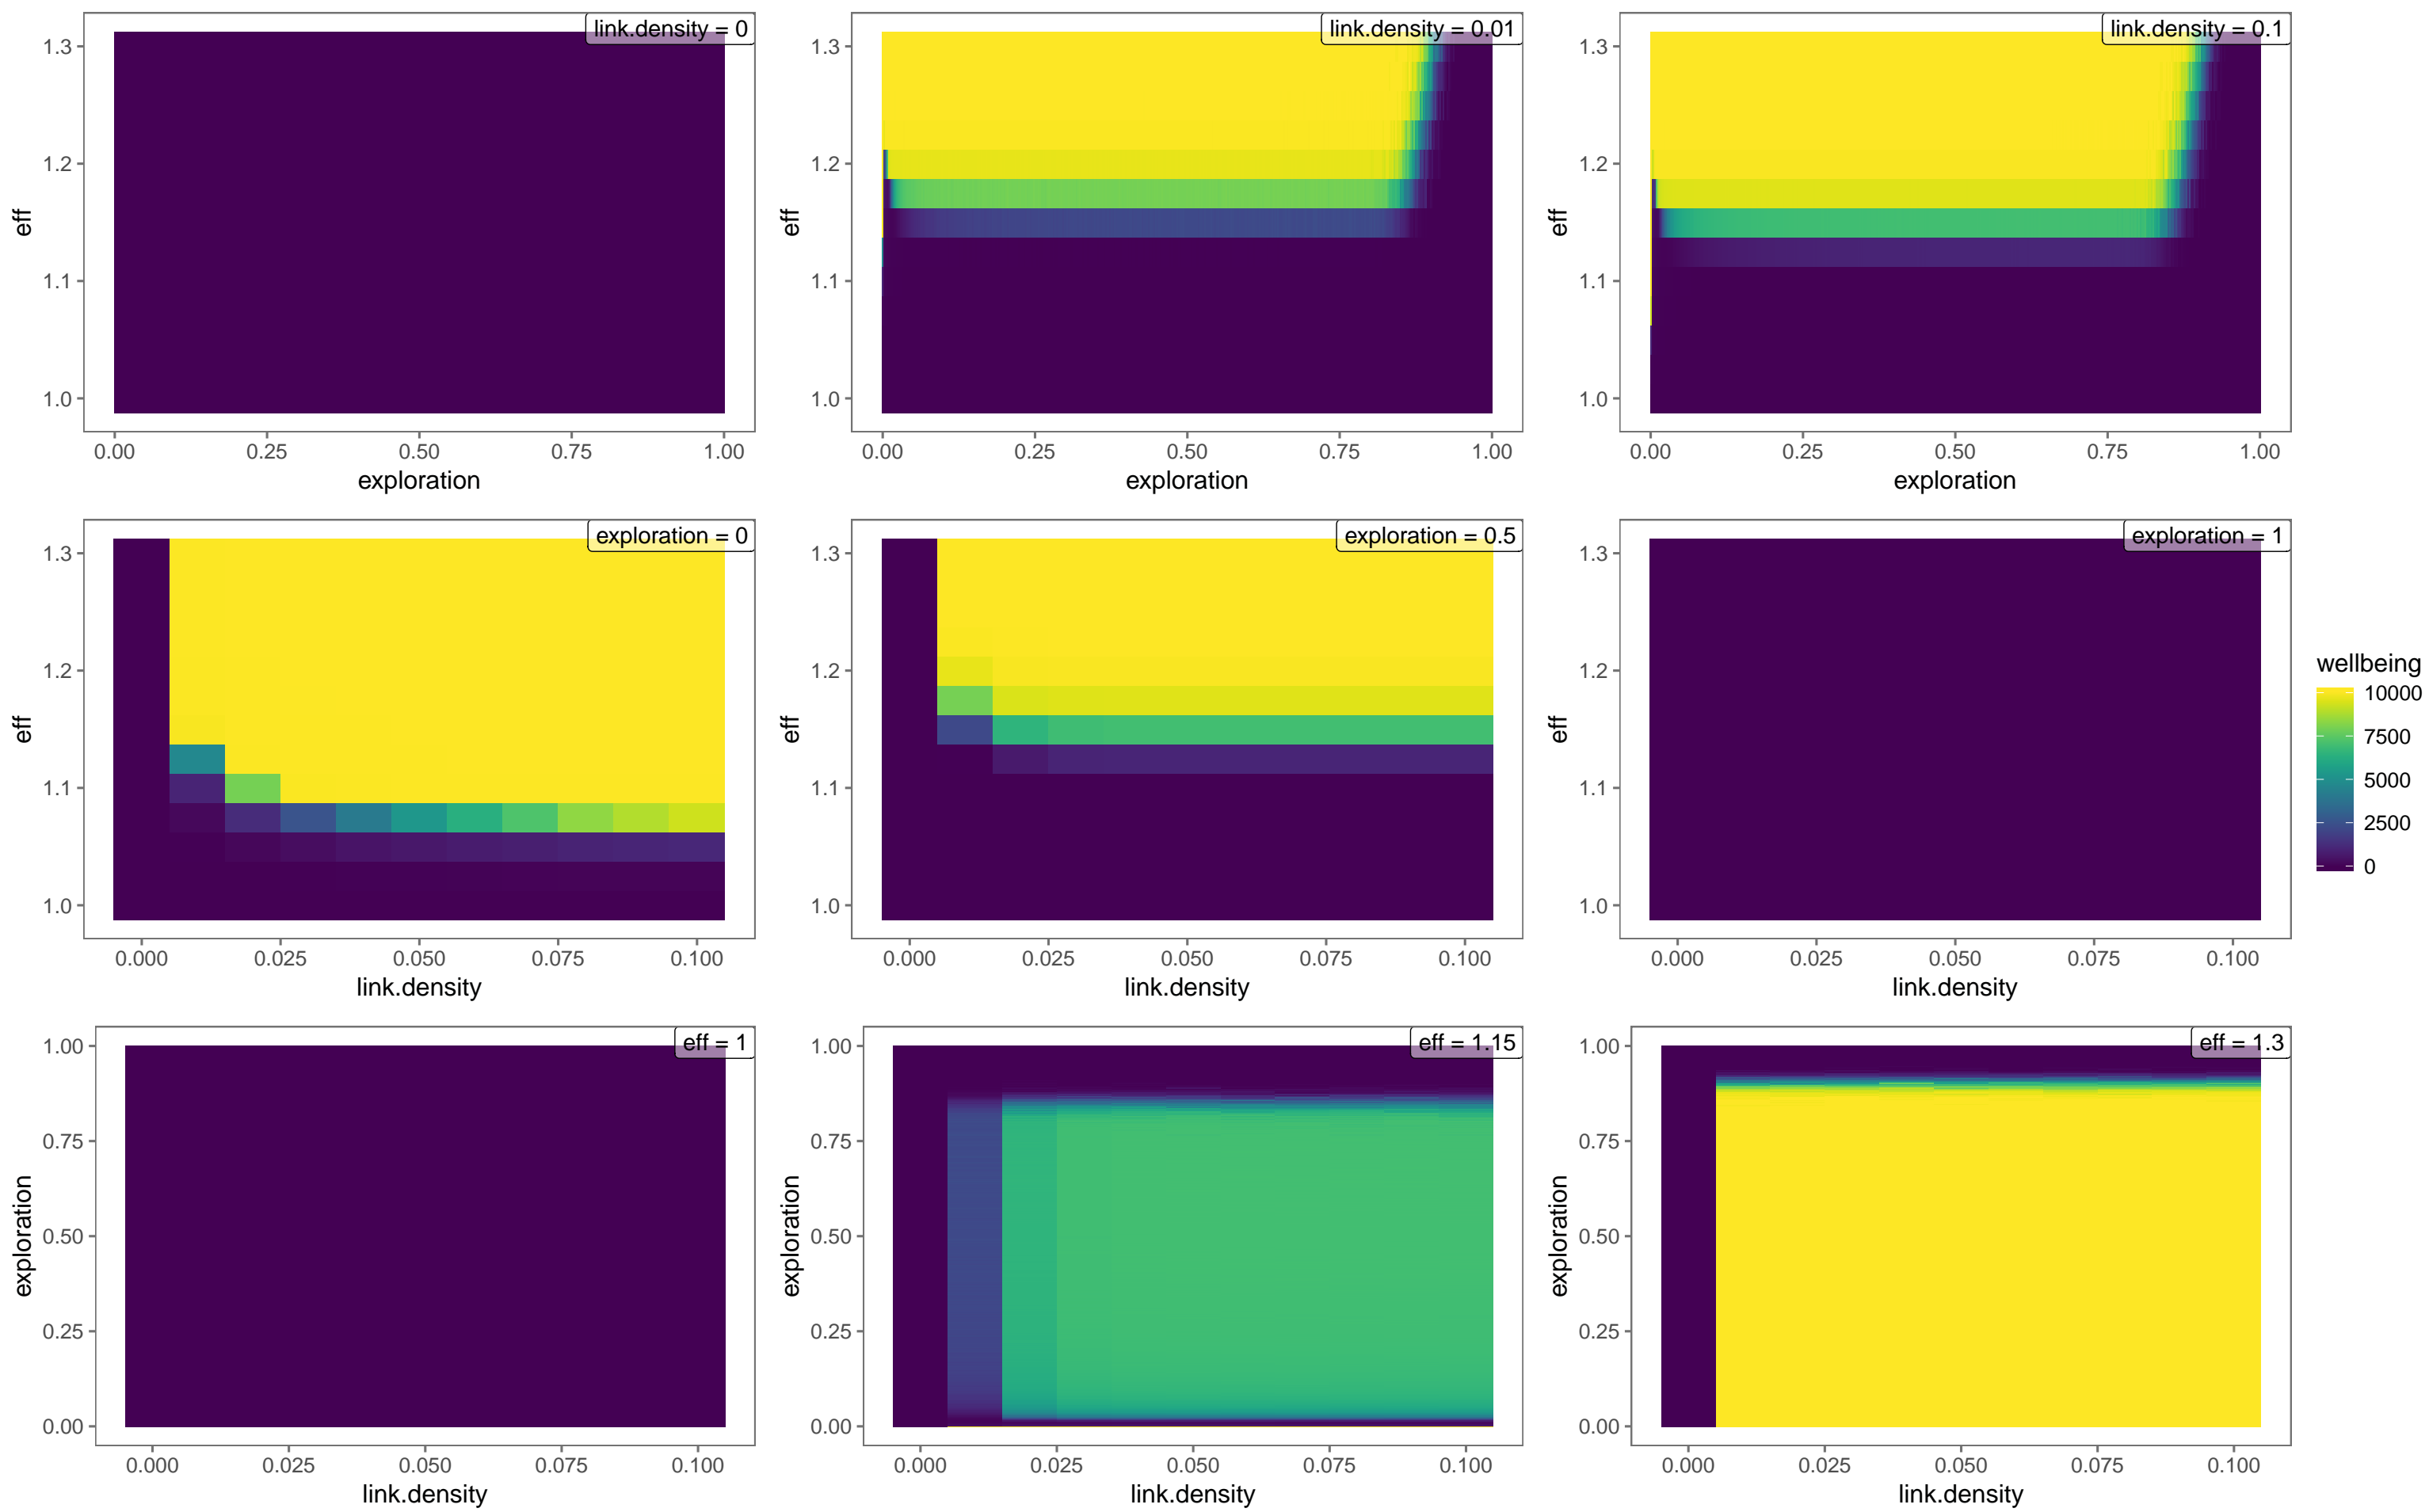 link.density = 0
link.density = 0.01
link.density = 0.1
1.3
1.2
1.1
1.0
eff
0.00 0.25 0.50 0.75 1.00
exploration
1.3
1.2
1.1
1.0
eff
0.00 0.25 0.50 0.75 1.00
exploration
1.3
1.2
1.1
1.0
eff
0.00 0.25 0.50 0.75 1.00
exploration
exploration = 0
exploration = 0.5
exploration = 1
1.3
1.2
1.1
1.0
eff
0.000 0.025 0.050 0.075 0.100
link.density
1.3
1.2
1.1
1.0
eff
0.000 0.025 0.050 0.075 0.100
link.density
1.3
1.2
1.1
1.0
eff
0.000 0.025 0.050 0.075 0.100
link.density
wellbeing
10000
7500
5000
2500
0
eff = 1
eff = 1.15
eff = 1.3
1.00
0.75
0.50
0.25
0.00
exploration
0.000 0.025 0.050 0.075 0.100
link.density
1.00
0.75
0.50
0.25
0.00
exploration
0.000 0.025 0.050 0.075 0.100
link.density
1.00
0.75
0.50
0.25
0.00
exploration
0.000 0.025 0.050 0.075 0.100
link.density